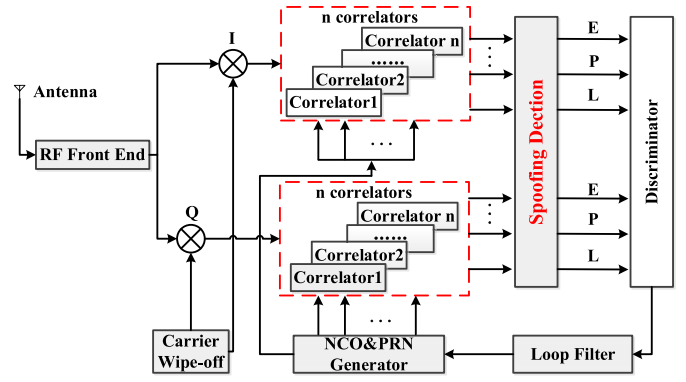 n correlators
E
I
Correlator n
......
P
Correlator2
Antenna
Correlator1
L
...
RF Front End
Spoofing Dection
Discriminator
n correlators
E
Q
Correlator n
......
P
Correlator2
Correlator1
L
...
Carrier
Wipe-off
NCO&PRN
Generator
Loop Filter